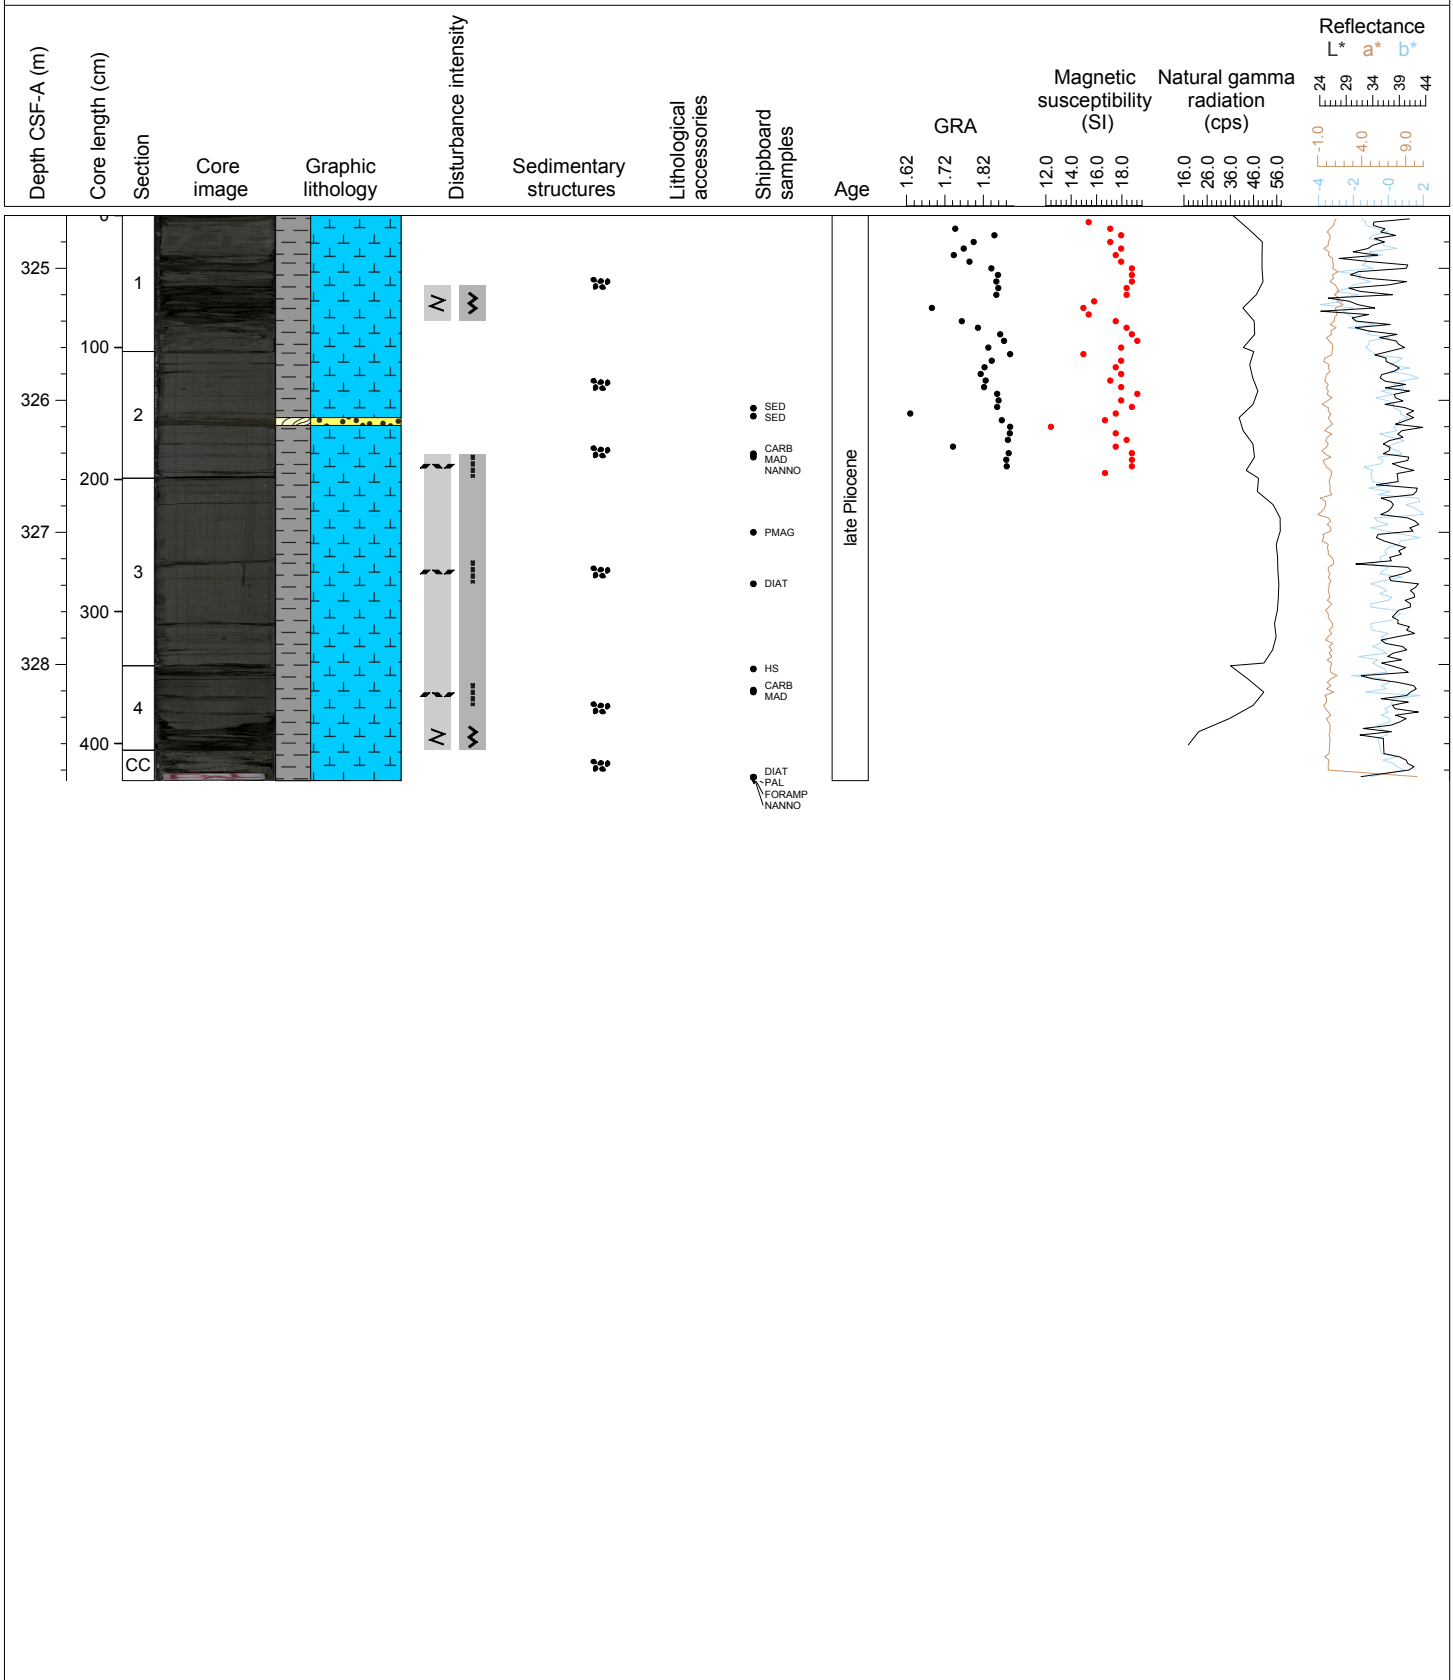 Depth CSF-A (m)
Core length (cm)
Section
Core
image
Graphic
lithology
Disturbance intensity
Sedimentary
structures
Lithological
accessories
Shipboard
samples
Age
GRA
1.62
1.72
1.82
Magnetic
susceptibility
(SI)
12.0
14.0
16.0
18.0
Natural gamma
radiation
(cps)
16.0
26.0
36.0
46.0
56.0
Reflectance
L* a* b*
24
29
34
39
44
-1.0
4.0
9.0
-4
-2
-0
2
0
325
1
100
326
2
SED
SED
CARB
MAD
NANNO
200
327
PMAG
3
DIAT
300
328
HS
CARB
MAD
4
400
CC
DIAT
PAL
FORAMP
NANNO
late Pliocene